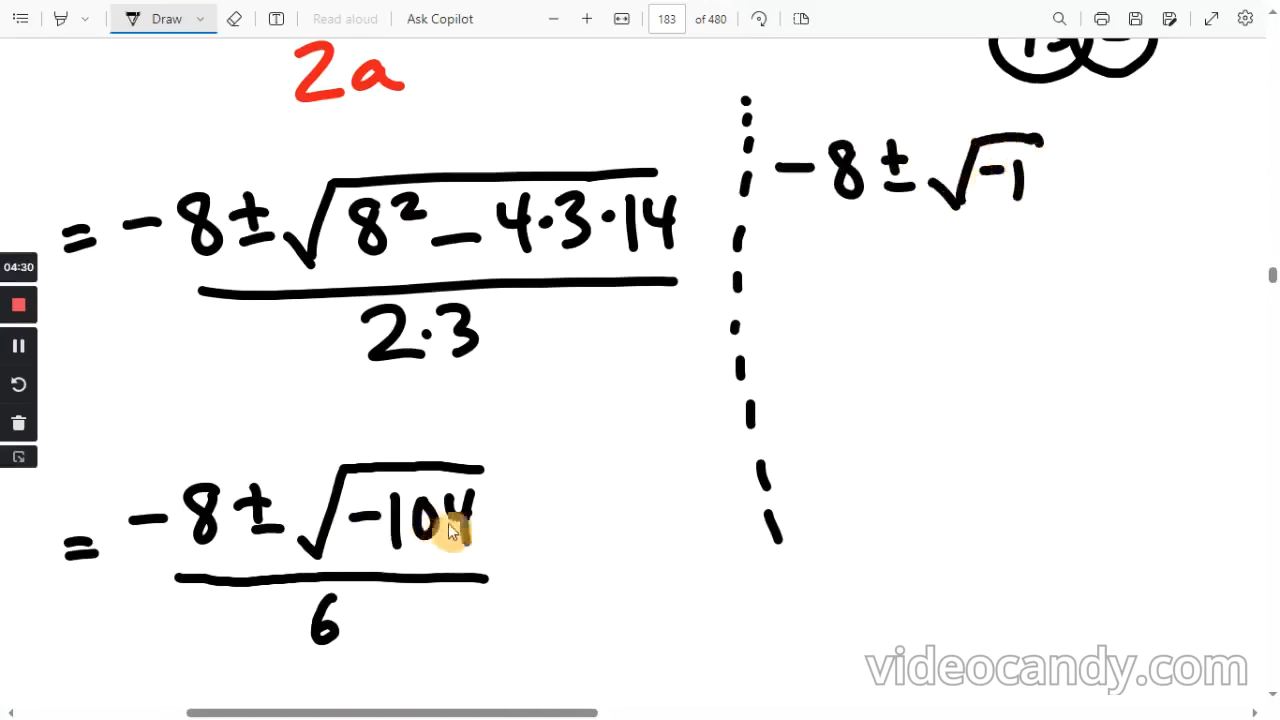 Draw
Read aloud
Ask Copilot
183 of 480
2a
= -8 ± √(8² - 4·3·14)
2·3
= -8 ± √(-104)
6
-8 ± √(-1
04:30
videocandy.com